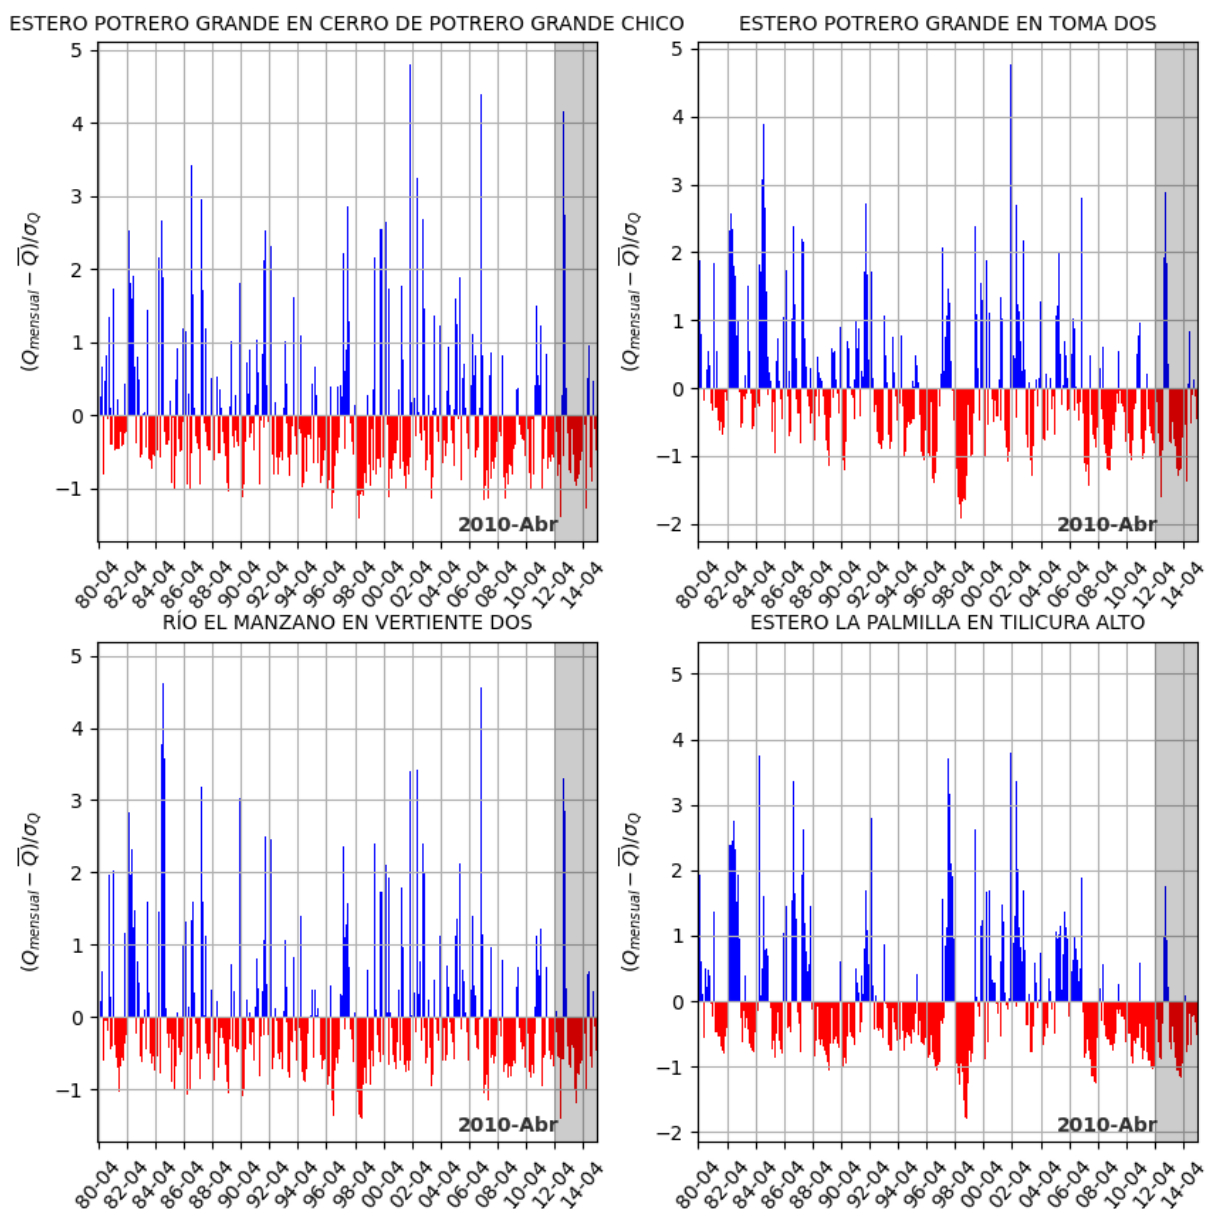 ESTERO POTRERO GRANDE EN CERRO DE POTRERO GRANDE CHICO
5
4
3
2
1
0
−1
(Q_mensual − Q̅)/σ_Q
2010-Abr
80-04 82-04 84-04 86-04 88-04 90-04 92-04 94-04 96-04 98-04 00-04 02-04 04-04 06-04 08-04 10-04 12-04 14-04
ESTERO POTRERO GRANDE EN TOMA DOS
5
4
3
2
1
0
−1
−2
(Q_mensual − Q̅)/σ_Q
2010-Abr
80-04 82-04 84-04 86-04 88-04 90-04 92-04 94-04 96-04 98-04 00-04 02-04 04-04 06-04 08-04 10-04 12-04 14-04
RÍO EL MANZANO EN VERTIENTE DOS
5
4
3
2
1
0
−1
(Q_mensual − Q̅)/σ_Q
2010-Abr
80-04 82-04 84-04 86-04 88-04 90-04 92-04 94-04 96-04 98-04 00-04 02-04 04-04 06-04 08-04 10-04 12-04 14-04
ESTERO LA PALMILLA EN TILICURA ALTO
5
4
3
2
1
0
−1
−2
(Q_mensual − Q̅)/σ_Q
2010-Abr
80-04 82-04 84-04 86-04 88-04 90-04 92-04 94-04 96-04 98-04 00-04 02-04 04-04 06-04 08-04 10-04 12-04 14-04